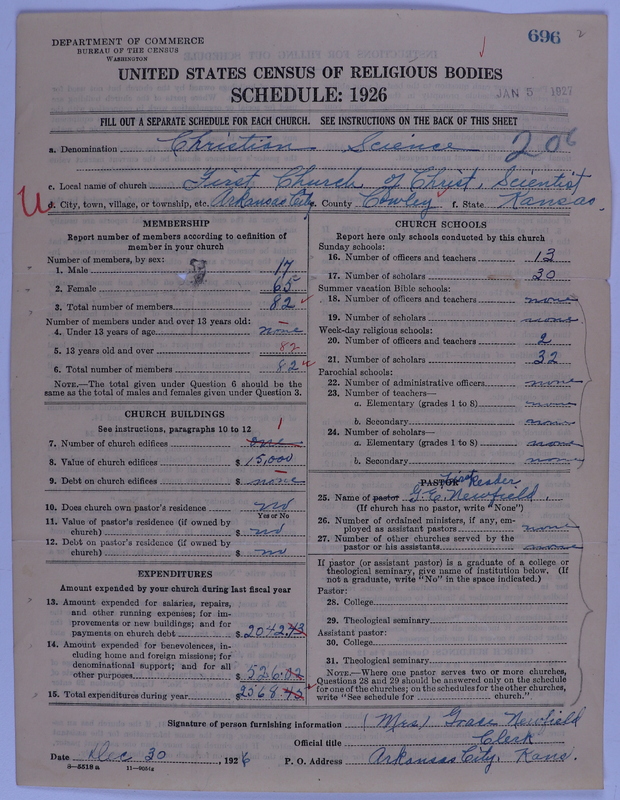 696 2
DEPARTMENT OF COMMERCE
BUREAU OF THE CENSUS
WASHINGTON
UNITED STATES CENSUS OF RELIGIOUS BODIES
SCHEDULE: 1926
JAN 5 1927
FILL OUT A SEPARATE SCHEDULE FOR EACH CHURCH. SEE INSTRUCTIONS ON THE BACK OF THIS SHEET
a. Denomination Christian Science 206
c. Local name of church First Church of Christ, Scientist
U d. City, town, village, or township, etc. Arkansas City e. County Cowley f. State Kansas.
MEMBERSHIP
Report number of members according to definition of
member in your church
Number of members, by sex:
1. Male 17
2. Female 65
3. Total number of members 82
Number of members under and over 13 years old:
4. Under 13 years of age none
5. 13 years old and over 82
6. Total number of members 82
NOTE.—The total given under Question 6 should be the
same as the total of males and females given under Question 3.
CHURCH BUILDINGS
See instructions, paragraphs 10 to 12
7. Number of church edifices one 1
8. Value of church edifices $ 15,000
9. Debt on church edifices $ none
10. Does church own pastor's residence no
Yes or No
11. Value of pastor's residence (if owned by
church) $ no
12. Debt on pastor's residence (if owned by
church) $ no
EXPENDITURES
Amount expended by your church during last fiscal year
13. Amount expended for salaries, repairs,
and other running expenses; for im-
provements or new buildings; and for
payments on church debt $ 2042.43
14. Amount expended for benevolences, in-
cluding home and foreign missions; for
denominational support; and for all
other purposes $ 526.02
15. Total expenditures during year $ 2568.45
CHURCH SCHOOLS
Report here only schools conducted by this church
Sunday schools:
16. Number of officers and teachers 13
17. Number of scholars 30
Summer vacation Bible schools:
18. Number of officers and teachers none
19. Number of scholars none
Week-day religious schools:
20. Number of officers and teachers 2
21. Number of scholars 32
Parochial schools:
22. Number of administrative officers none
23. Number of teachers—
a. Elementary (grades 1 to 8) none
b. Secondary none
24. Number of scholars—
a. Elementary (grades 1 to 8) none
b. Secondary none
PASTOR First Reader
25. Name of pastor G. E. Newfield
(If church has no pastor, write "None")
26. Number of ordained ministers, if any, em-
ployed as assistant pastors none
27. Number of other churches served by the
pastor or his assistants none
If pastor (or assistant pastor) is a graduate of a college or
theological seminary, give name of institution below. (If
not a graduate, write "No" in the space indicated.)
Pastor:
28. College
29. Theological seminary
Assistant pastor:
30. College
31. Theological seminary
NOTE.—Where one pastor serves two or more churches,
Questions 28 and 29 should be answered only on the schedule
for one of the churches; on the schedules for the other churches,
write "See schedule for church."
Signature of person furnishing information (Mrs) Grace Newfield
Official title Clerk
Date Dec 30, 1926 P. O. Address Arkansas City, Kans.
8—5518 a